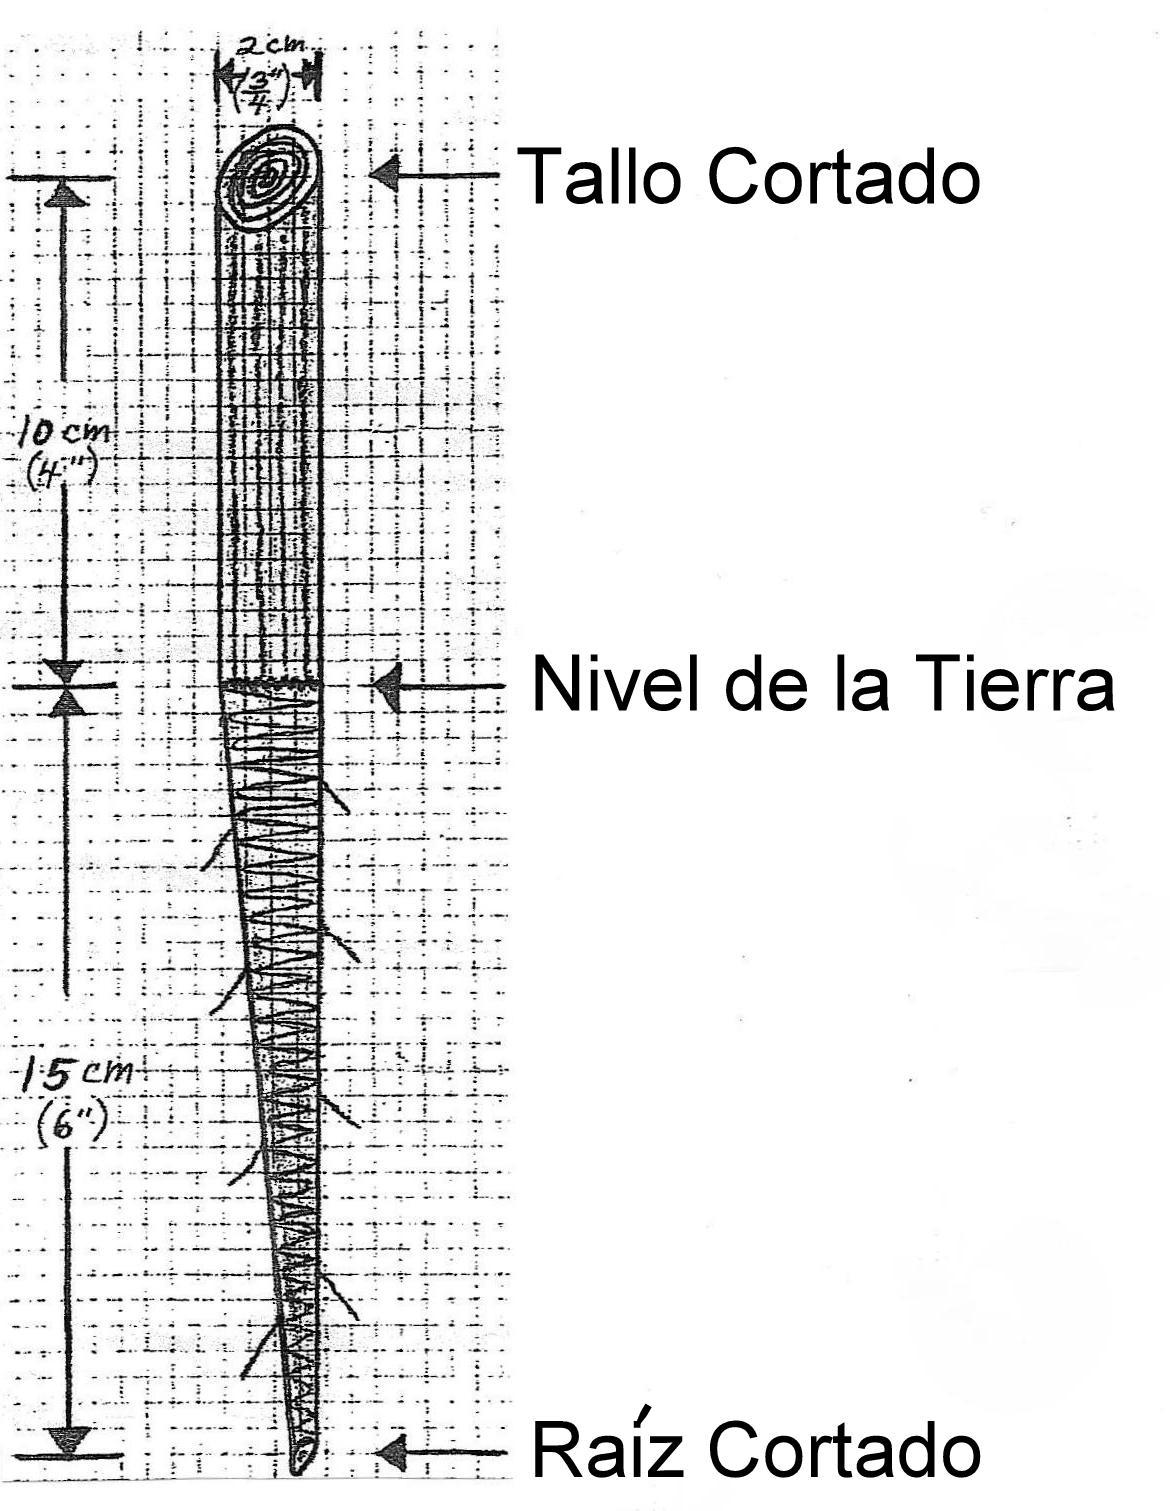 2 cm
(3/4")
Tallo Cortado
10 cm
(4")
Nivel de la Tierra
15 cm
(6")
Raíz Cortado